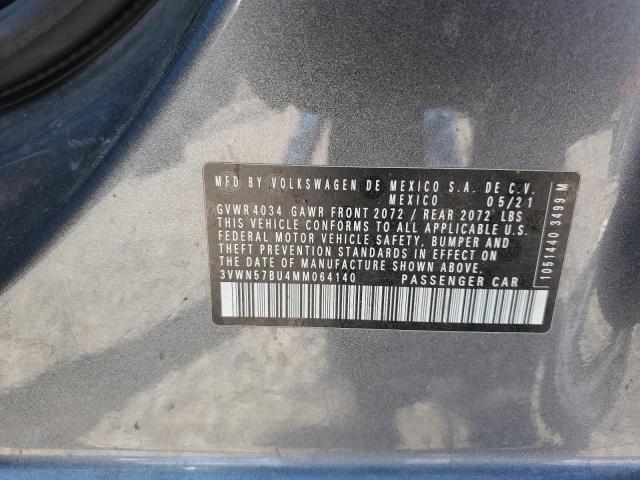 MFD BY VOLKSWAGEN DE MEXICO S.A. DE C.V.
MEXICO 05/21
GVWR 4034 GAWR FRONT 2072 / REAR 2072 LBS
THIS VEHICLE CONFORMS TO ALL APPLICABLE U.S.
FEDERAL MOTOR VEHICLE SAFETY, BUMPER AND
THEFT PREVENTION STANDARDS IN EFFECT ON
THE DATE OF MANUFACTURE SHOWN ABOVE.
3VWN57BU4MM064140 PASSENGER CAR
1051440 3499 M